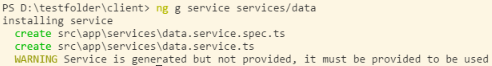 PS D:\testfolder\client> ng g service services/data
installing service
create src\app\services\data.service.spec.ts
create src\app\services\data.service.ts
WARNING Service is generated but not provided, it must be provided to be used